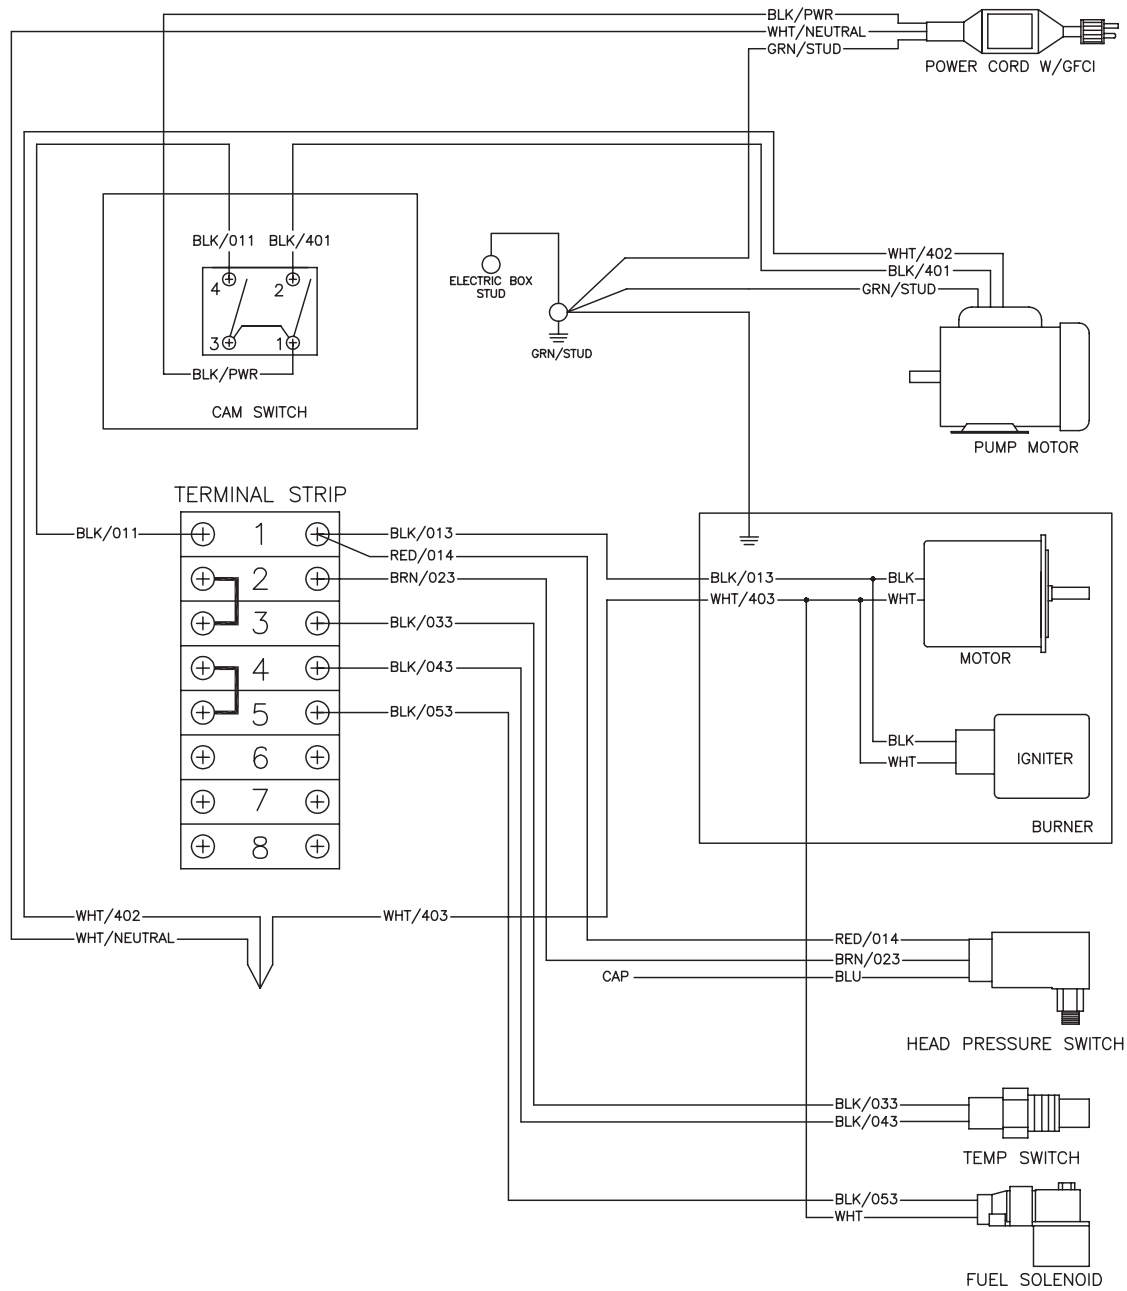 BLK/PWR
WHT/NEUTRAL
GRN/STUD
POWER CORD W/GFCI
BLK/011
BLK/401
4
2
3
1
BLK/PWR
CAM SWITCH
ELECTRIC BOX
STUD
GRN/STUD
WHT/402
BLK/401
GRN/STUD
PUMP MOTOR
TERMINAL STRIP
BLK/011
1
2
3
4
5
6
7
8
BLK/013
RED/014
BRN/023
BLK/033
BLK/043
BLK/053
BLK/013
WHT/403
BLK
WHT
MOTOR
BLK
WHT
IGNITER
BURNER
WHT/402
WHT/NEUTRAL
WHT/403
RED/014
BRN/023
CAP
BLU
HEAD PRESSURE SWITCH
BLK/033
BLK/043
TEMP SWITCH
BLK/053
WHT
FUEL SOLENOID